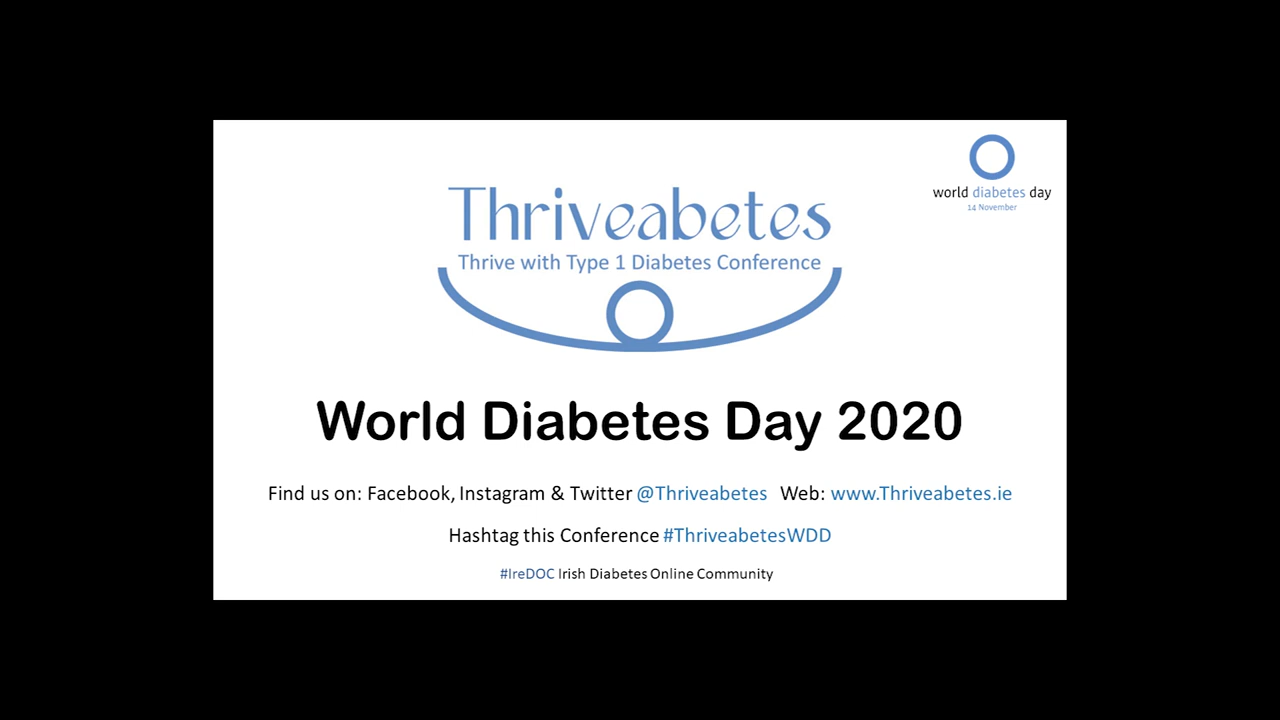 world diabetes day
14 November
Thriveabetes
Thrive with Type 1 Diabetes Conference
World Diabetes Day 2020
Find us on: Facebook, Instagram & Twitter @Thriveabetes Web: www.Thriveabetes.ie
Hashtag this Conference #ThriveabetesWDD
#IreDOC Irish Diabetes Online Community